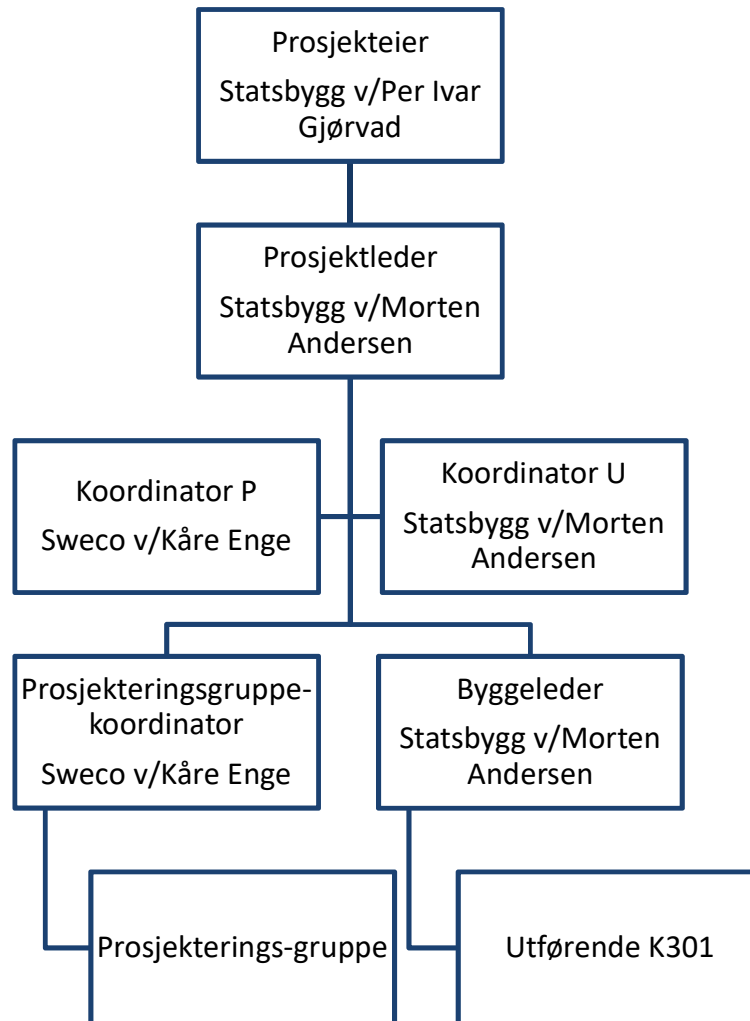 Prosjekteier
Statsbygg v/Per Ivar
Gjørvad
Prosjektleder
Statsbygg v/Morten
Andersen
Koordinator P
Sweco v/Kåre Enge
Koordinator U
Statsbygg v/Morten
Andersen
Prosjekteringsgruppe-
koordinator
Sweco v/Kåre Enge
Byggeleder
Statsbygg v/Morten
Andersen
Prosjekterings-gruppe
Utførende K301